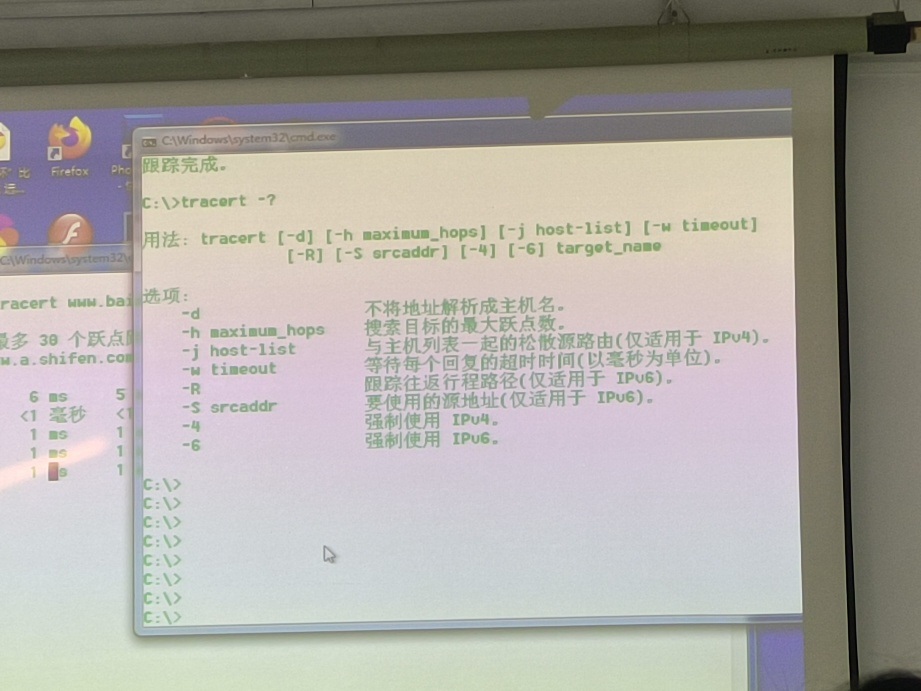 C:\Windows\system32\cmd.exe
跟踪完成。
C:\>tracert -?
用法: tracert [-d] [-h maximum_hops] [-j host-list] [-w timeout]
[-R] [-S srcaddr] [-4] [-6] target_name
选项:
-d 不将地址解析成主机名。
-h maximum_hops 搜索目标的最大跃点数。
-j host-list 与主机列表一起的松散源路由(仅适用于 IPv4)。
-w timeout 等待每个回复的超时时间(以毫秒为单位)。
-R 跟踪往返行程路径(仅适用于 IPv6)。
-S srcaddr 要使用的源地址(仅适用于 IPv6)。
-4 强制使用 IPv4。
-6 强制使用 IPv6。
C:\>
C:\>
C:\>
C:\>
C:\>
C:\>
C:\>
C:\>
比
Firefox
Pho
远...
C:\Windows\system32\
racert www.bai
最多 30 个跃点
w.a.shifen.com
6 ms 5
<1 毫秒 <1
1 ms 1
1 ms 1
1 s 1